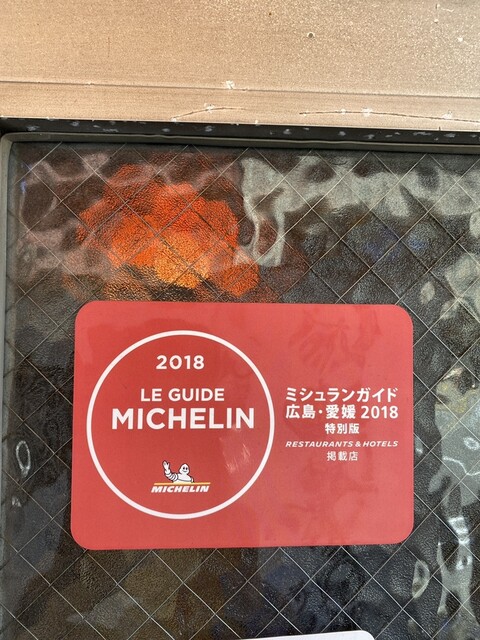 2018
LE GUIDE
MICHELIN
MICHELIN
ミシュランガイド
広島・愛媛 2018
特別版
RESTAURANTS & HOTELS
掲載店